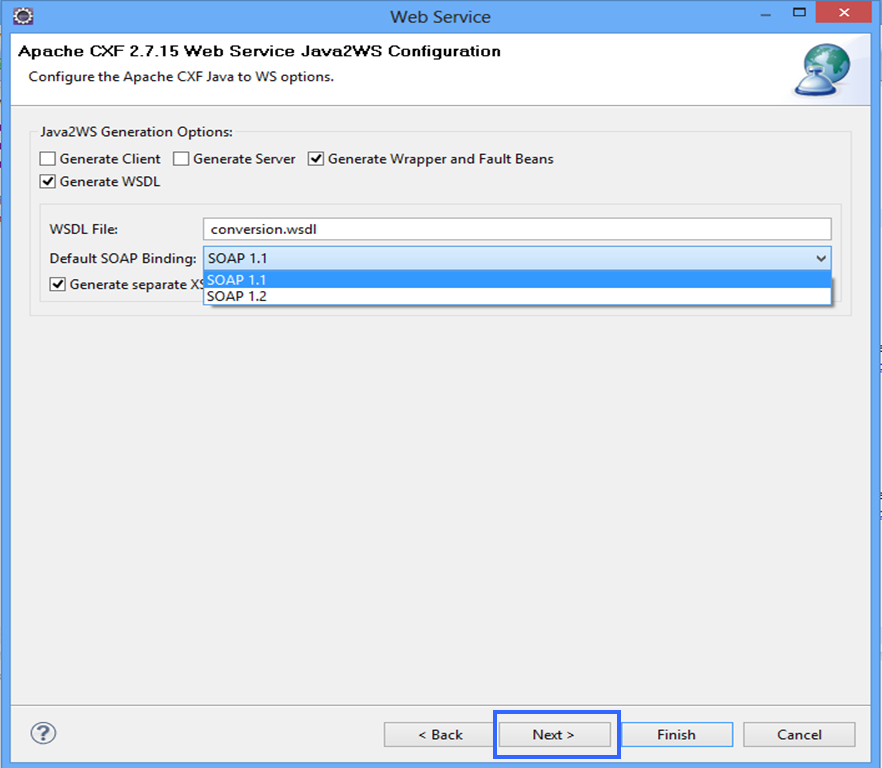 Web Service
Apache CXF 2.7.15 Web Service Java2WS Configuration
Configure the Apache CXF Java to WS options.
Java2WS Generation Options:
Generate Client Generate Server Generate Wrapper and Fault Beans
Generate WSDL
WSDL File: conversion.wsdl
Default SOAP Binding: SOAP 1.1
Generate separate XS
SOAP 1.1
SOAP 1.2
? < Back Next > Finish Cancel